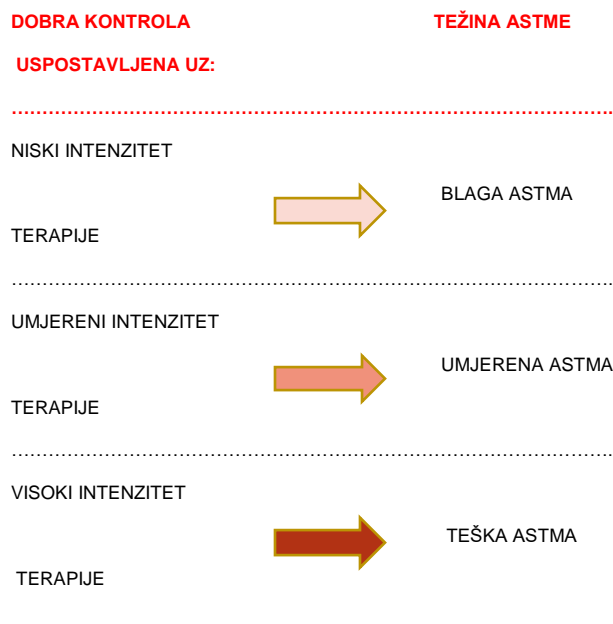 DOBRA KONTROLA TEŽINA ASTME
USPOSTAVLJENA UZ:
……………………………………………………………………………………….
NISKI INTENZITET
BLAGA ASTMA
TERAPIJE
……………………………………………………………………………………….
UMJERENI INTENZITET
UMJERENA ASTMA
TERAPIJE
……………………………………………………………………………………….
VISOKI INTENZITET
TEŠKA ASTMA
TERAPIJE